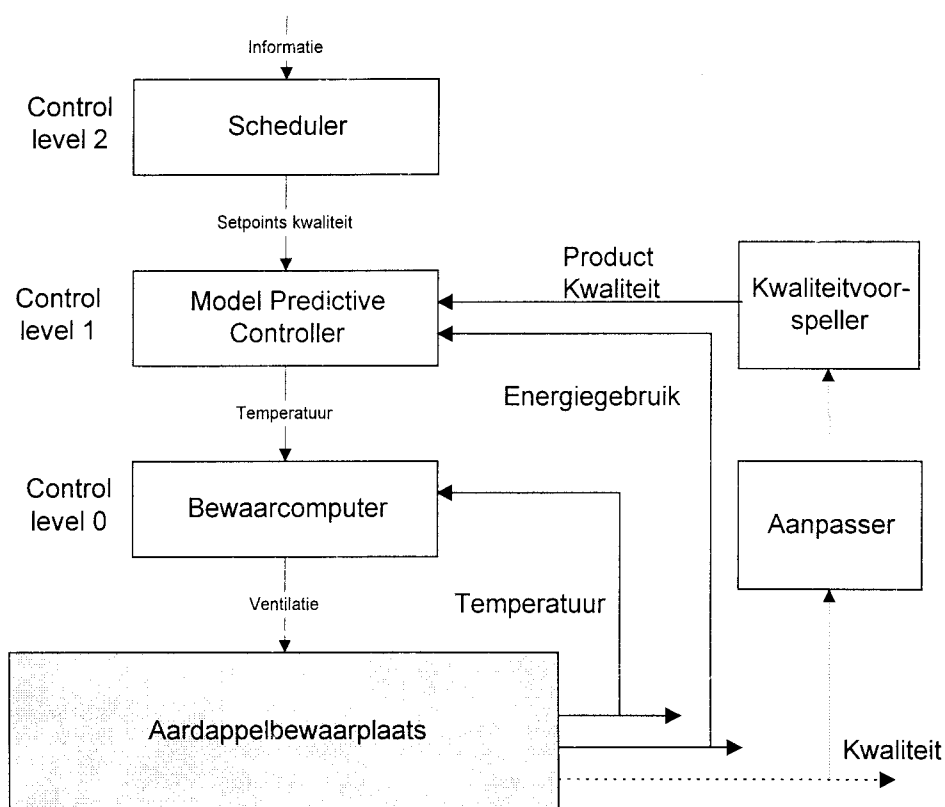 Informatie
Control
level 2
Scheduler
Setpoints kwaliteit
Control
level 1
Model Predictive
Controller
Product
Kwaliteit
Kwaliteitvoor-
speller
Energiegebruik
Temperatuur
Control
level 0
Bewaarcomputer
Aanpasser
Ventilatie
Temperatuur
Aardappelbewaarplaats
Kwaliteit